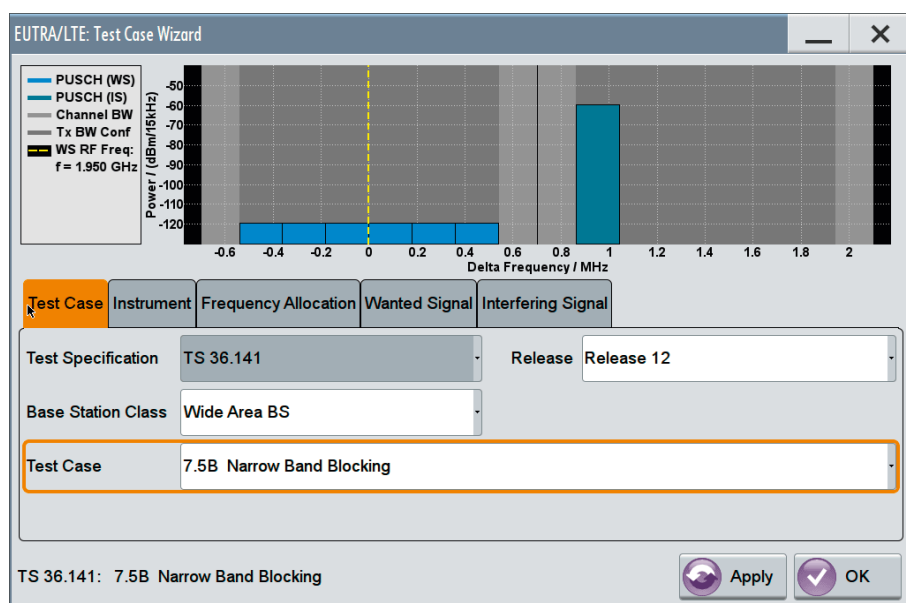 EUTRA/LTE: Test Case Wizard
PUSCH (WS)
PUSCH (IS)
Channel BW
Tx BW Conf
WS RF Freq:
f = 1.950 GHz
Power / (dBm/15kHz)
-50
-60
-70
-80
-90
-100
-110
-120
-0.6 -0.4 -0.2 0 0.2 0.4 0.6 0.8 1 1.2 1.4 1.6 1.8 2
Delta Frequency / MHz
Test Case Instrument Frequency Allocation Wanted Signal Interfering Signal
Test Specification TS 36.141 Release Release 12
Base Station Class Wide Area BS
Test Case 7.5B Narrow Band Blocking
TS 36.141: 7.5B Narrow Band Blocking Apply OK